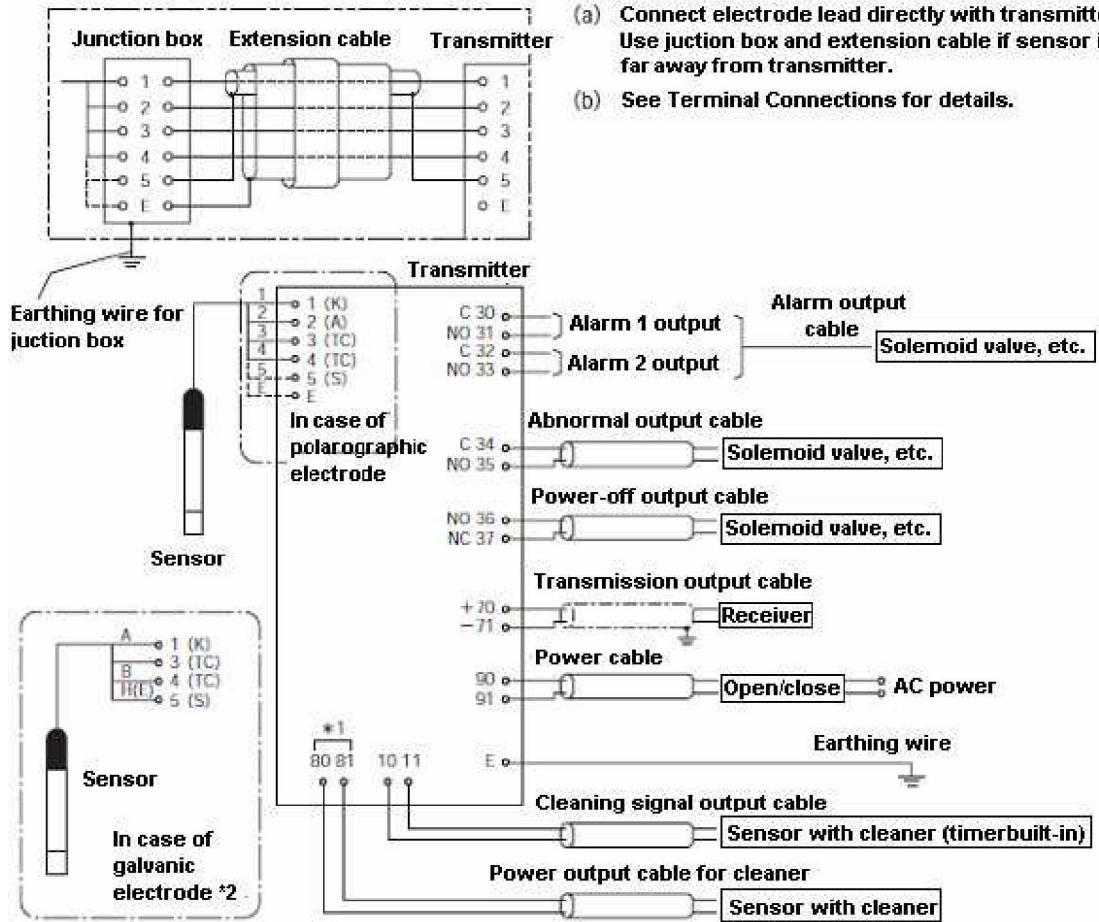 (a) Connect electrode lead directly with transmitte
Use juction box and extension cable if sensor i
far away from transmitter.
(b) See Terminal Connections for details.
Junction box
Extension cable
Transmitter
1
2
3
4
5
E
1
2
3
4
5
E
Earthing wire for
juction box
Transmitter
1
2
3
4
5
E
1 (K)
2 (A)
3 (TC)
4 (TC)
5 (S)
E
In case of
polarographic
electrode
Sensor
C 30
NO 31
C 32
NO 33
Alarm 1 output
Alarm 2 output
Alarm output
cable
Solemoid valve, etc.
Abnormal output cable
C 34
NO 35
Solemoid valve, etc.
Power-off output cable
NO 36
NC 37
Solemoid valve, etc.
Transmission output cable
+70
−71
Receiver
Power cable
90
91
Open/close
AC power
Earthing wire
E
*1
80 81
10 11
Cleaning signal output cable
Sensor with cleaner (timerbuilt-in)
Power output cable for cleaner
Sensor with cleaner
A
B
1 (K)
3 (TC)
4 (TC)
5 (S)
Sensor
In case of
galvanic
electrode *2